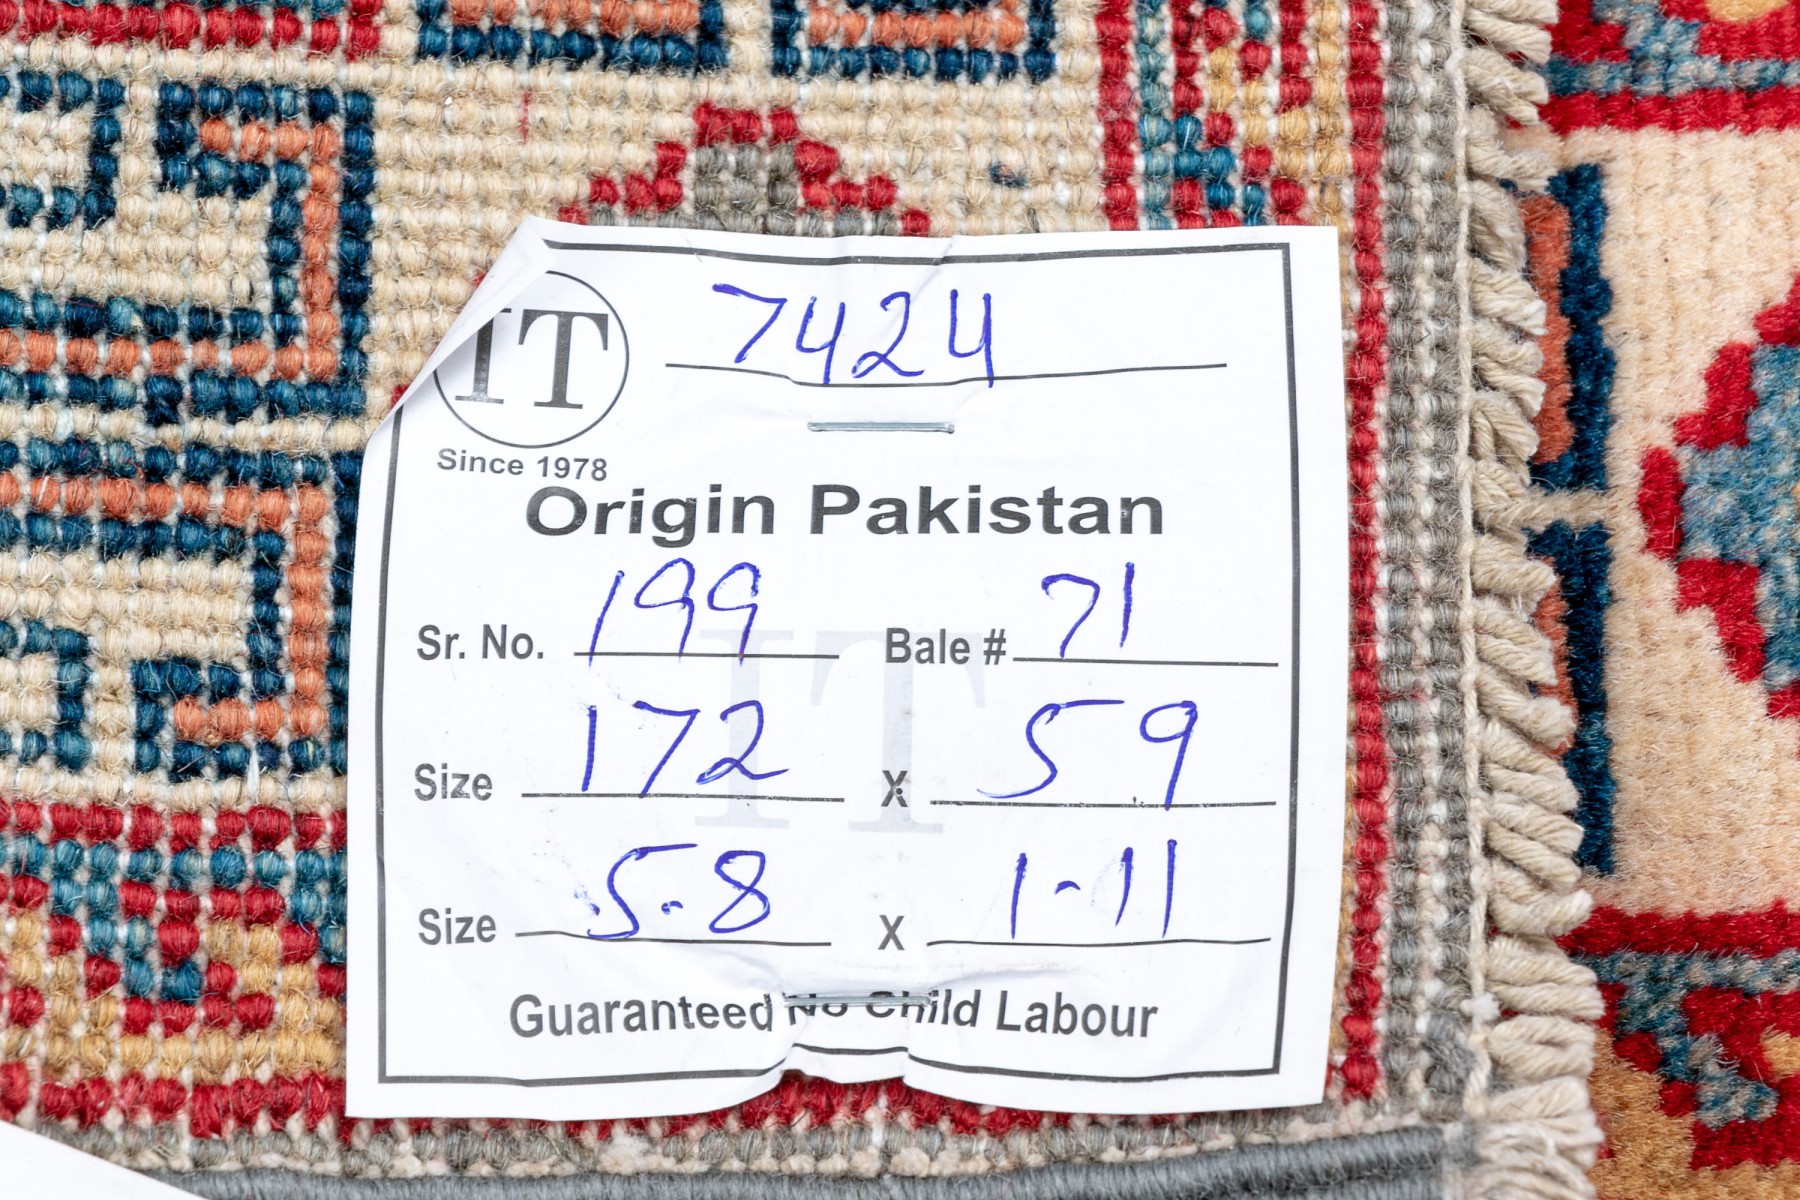 IT
7424
Since 1978
Origin Pakistan
Sr. No. 199 Bale # 71
Size 172 X 59
Size 5.8 X 1-11
Guaranteed No Child Labour